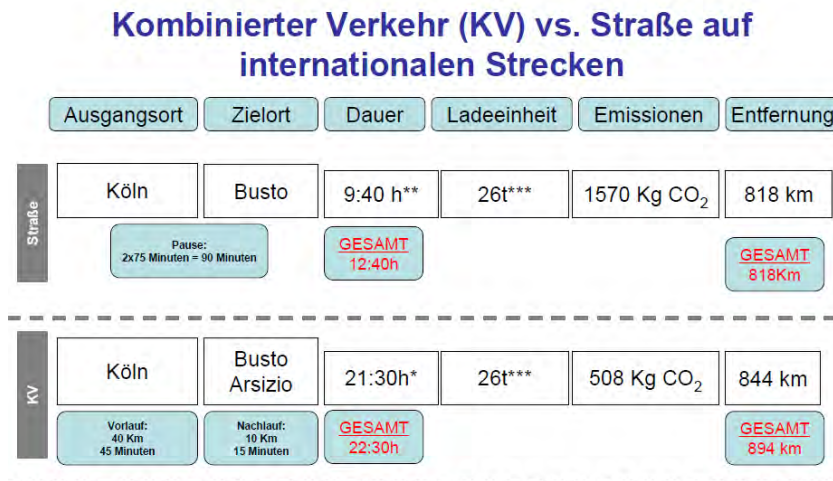 Kombinierter Verkehr (KV) vs. Straße auf
internationalen Strecken
Ausgangsort Zielort Dauer Ladeeinheit Emissionen Entfernung
Straße
Köln Busto 9:40 h** 26t*** 1570 Kg CO₂ 818 km
Pause:
2x75 Minuten = 90 Minuten
GESAMT
12:40h
GESAMT
818Km
KV
Köln Busto
Arsizio 21:30h* 26t*** 508 Kg CO₂ 844 km
Vorlauf:
40 Km
45 Minuten
Nachlauf:
10 Km
15 Minuten
GESAMT
22:30h
GESAMT
894 km